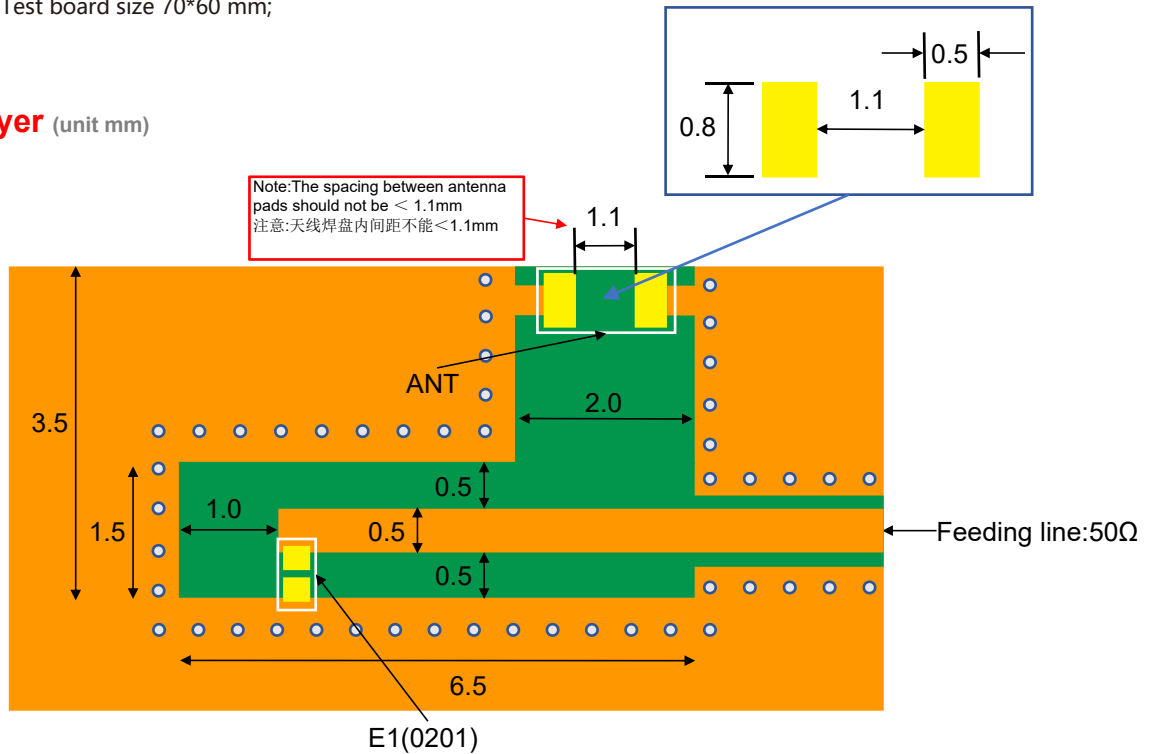 Test board size 70*60 mm;
yer (unit mm)
0.5
1.1
0.8
Note:The spacing between antenna
pads should not be < 1.1mm
注意:天线焊盘内间距不能<1.1mm
1.1
ANT
2.0
3.5
0.5
1.0
1.5
0.5
Feeding line:50Ω
0.5
6.5
E1(0201)